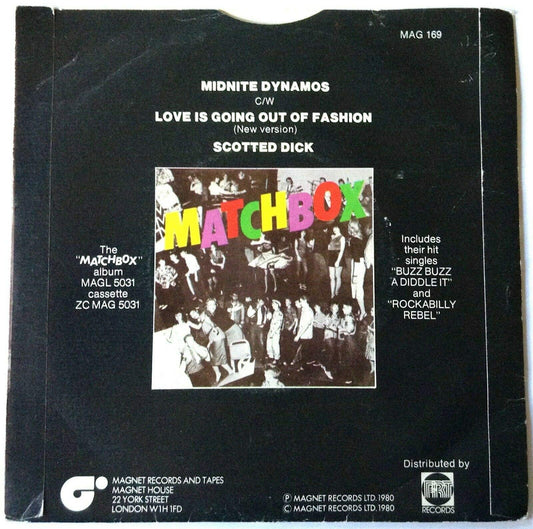 MAG 169
MIDNITE DYNAMOS
C/W
LOVE IS GOING OUT OF FASHION
(New version)
SCOTTED DICK
MATCHBOX
The
"MATCHBOX"
album
MAGL 5031
cassette
ZC MAG 5031
Includes
their hit
singles
"BUZZ BUZZ
A DIDDLE IT"
and
"ROCKABILLY
REBEL"
MAGNET RECORDS AND TAPES
MAGNET HOUSE
22 YORK STREET
LONDON W1H 1FD
Ⓟ MAGNET RECORDS LTD. 1980
© MAGNET RECORDS LTD. 1980
Distributed by
RECORDS